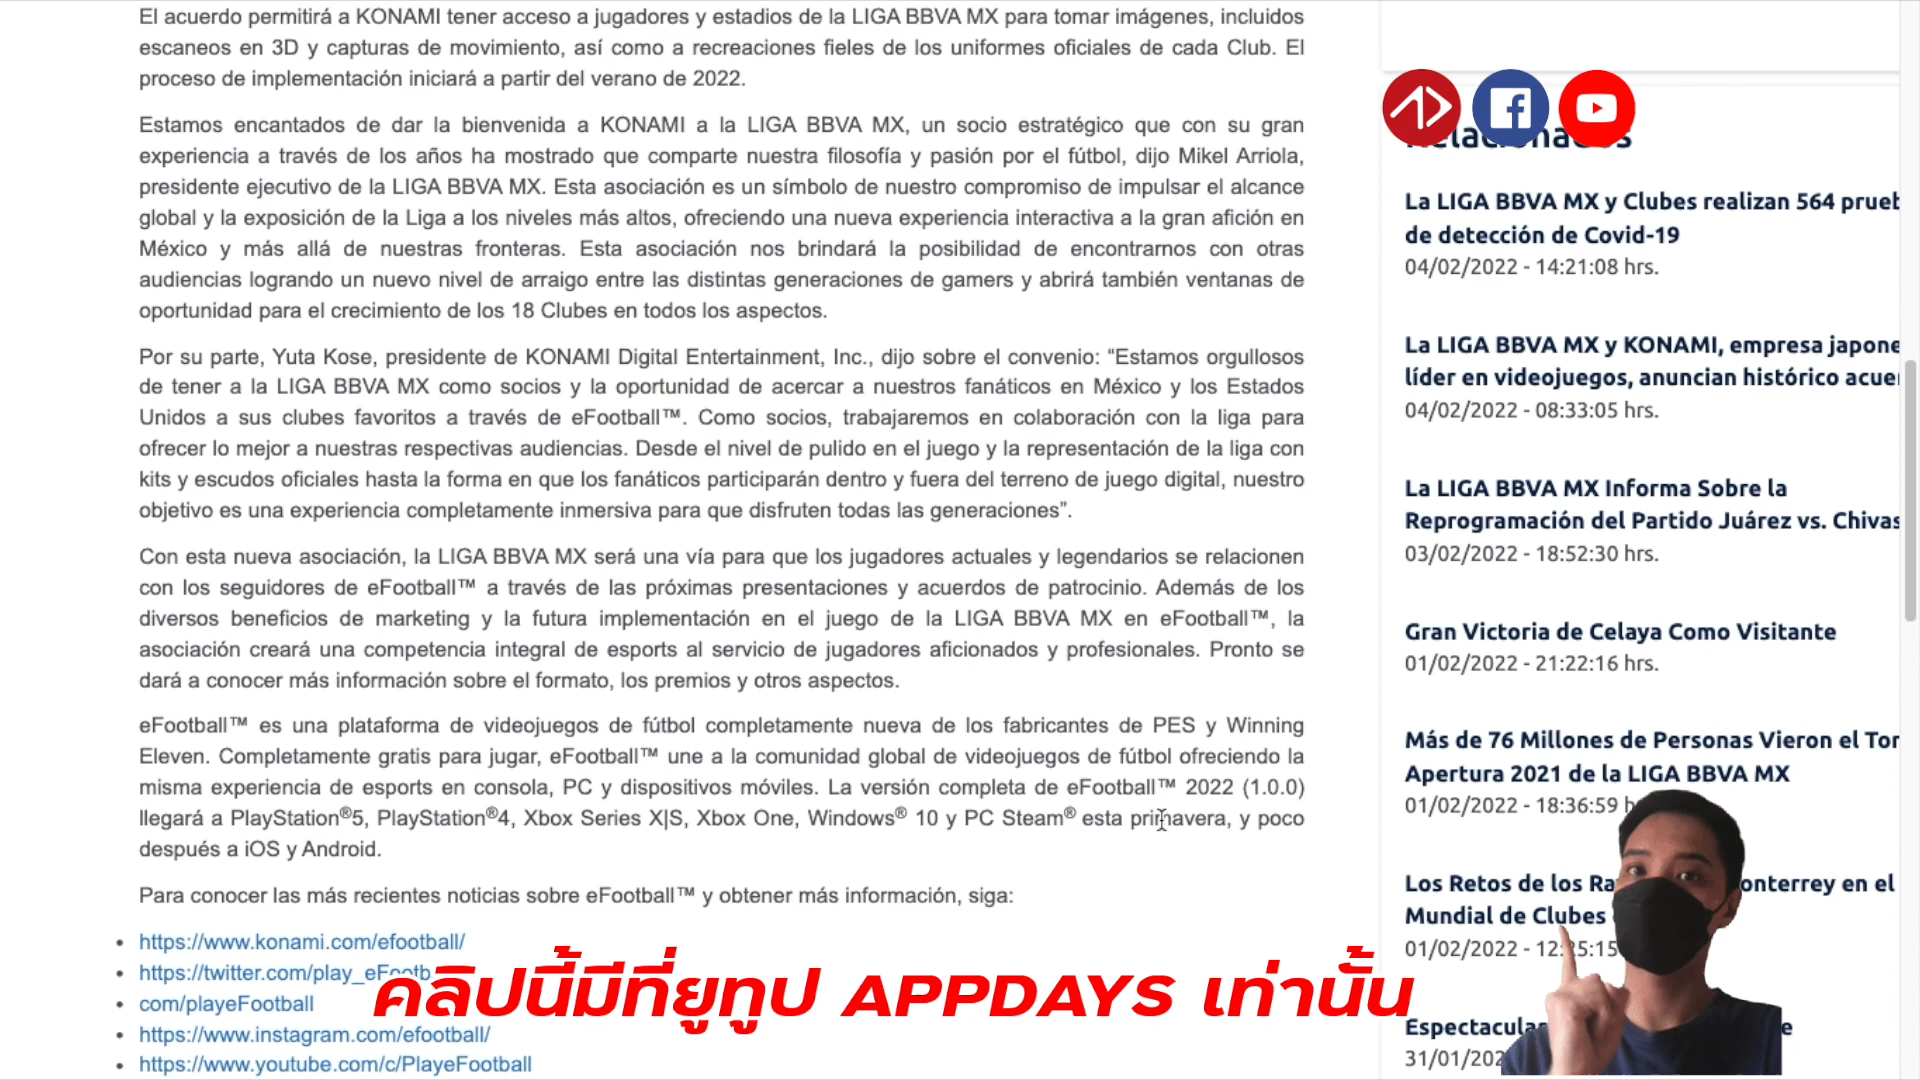 El acuerdo permitirá a KONAMI tener acceso a jugadores y estadios de la LIGA BBVA MX para tomar imágenes, incluidos
escaneos en 3D y capturas de movimiento, así como a recreaciones fieles de los uniformes oficiales de cada Club. El
proceso de implementación iniciará a partir del verano de 2022.
Estamos encantados de dar la bienvenida a KONAMI a la LIGA BBVA MX, un socio estratégico que con su gran
experiencia a través de los años ha mostrado que comparte nuestra filosofía y pasión por el fútbol, dijo Mikel Arriola,
presidente ejecutivo de la LIGA BBVA MX. Esta asociación es un símbolo de nuestro compromiso de impulsar el alcance
global y la exposición de la Liga a los niveles más altos, ofreciendo una nueva experiencia interactiva a la gran afición en
México y más allá de nuestras fronteras. Esta asociación nos brindará la posibilidad de encontrarnos con otras
audiencias logrando un nuevo nivel de arraigo entre las distintas generaciones de gamers y abrirá también ventanas de
oportunidad para el crecimiento de los 18 Clubes en todos los aspectos.
Por su parte, Yuta Kose, presidente de KONAMI Digital Entertainment, Inc., dijo sobre el convenio: “Estamos orgullosos
de tener a la LIGA BBVA MX como socios y la oportunidad de acercar a nuestros fanáticos en México y los Estados
Unidos a sus clubes favoritos a través de eFootball™. Como socios, trabajaremos en colaboración con la liga para
ofrecer lo mejor a nuestras respectivas audiencias. Desde el nivel de pulido en el juego y la representación de la liga con
kits y escudos oficiales hasta la forma en que los fanáticos participarán dentro y fuera del terreno de juego digital, nuestro
objetivo es una experiencia completamente inmersiva para que disfruten todas las generaciones”.
Con esta nueva asociación, la LIGA BBVA MX será una vía para que los jugadores actuales y legendarios se relacionen
con los seguidores de eFootball™ a través de las próximas presentaciones y acuerdos de patrocinio. Además de los
diversos beneficios de marketing y la futura implementación en el juego de la LIGA BBVA MX en eFootball™, la
asociación creará una competencia integral de esports al servicio de jugadores aficionados y profesionales. Pronto se
dará a conocer más información sobre el formato, los premios y otros aspectos.
eFootball™ es una plataforma de videojuegos de fútbol completamente nueva de los fabricantes de PES y Winning
Eleven. Completamente gratis para jugar, eFootball™ une a la comunidad global de videojuegos de fútbol ofreciendo la
misma experiencia de esports en consola, PC y dispositivos móviles. La versión completa de eFootball™ 2022 (1.0.0)
llegará a PlayStation®5, PlayStation®4, Xbox Series X|S, Xbox One, Windows® 10 y PC Steam® esta primavera, y poco
después a iOS y Android.
Para conocer las más recientes noticias sobre eFootball™ y obtener más información, siga:
• https://www.konami.com/efootball/
• https://twitter.com/play_eFootb
• com/playeFootball
• https://www.instagram.com/efootball/
• https://www.youtube.com/c/PlayeFootball
คลิปนี้มีที่ยูทูป APPDAYS เท่านั้น
Relacionados
La LIGA BBVA MX y Clubes realizan 564 prueb
de detección de Covid-19
04/02/2022 - 14:21:08 hrs.
La LIGA BBVA MX y KONAMI, empresa japone
líder en videojuegos, anuncian histórico acue
04/02/2022 - 08:33:05 hrs.
La LIGA BBVA MX Informa Sobre la
Reprogramación del Partido Juárez vs. Chivas
03/02/2022 - 18:52:30 hrs.
Gran Victoria de Celaya Como Visitante
01/02/2022 - 21:22:16 hrs.
Más de 76 Millones de Personas Vieron el Tor
Apertura 2021 de la LIGA BBVA MX
01/02/2022 - 18:36:59 h
Los Retos de los Ra onterrey en el
Mundial de Clubes
01/02/2022 - 12:25:15
Espectacular e
31/01/202